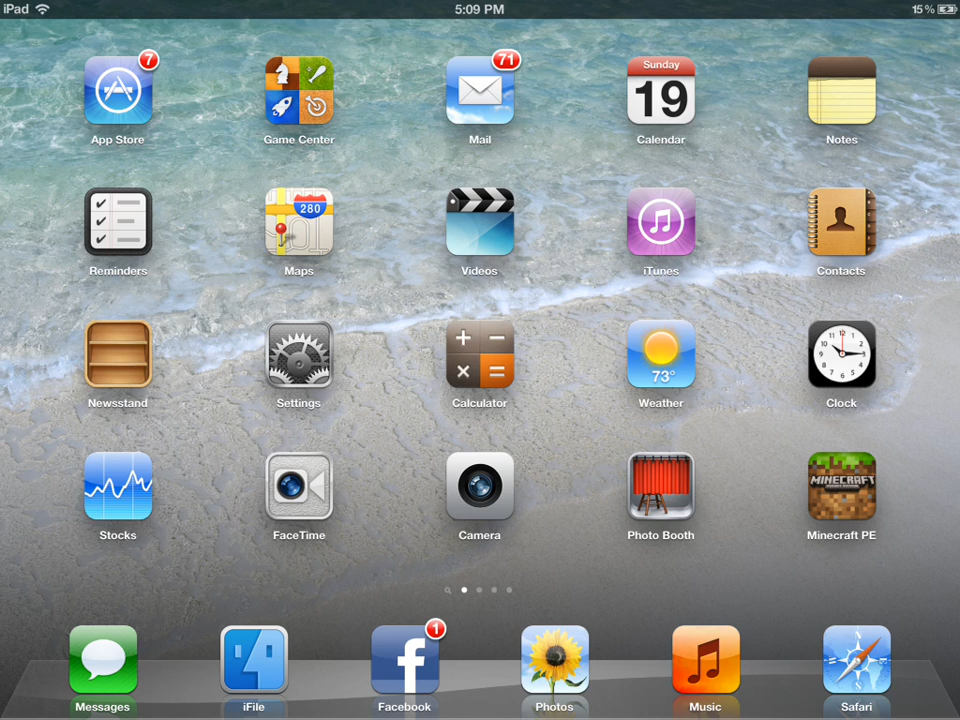 iPad 5:09 PM 15%
7 71 Sunday
19
App Store Game Center Mail Calendar Notes
280
Reminders Maps Videos iTunes Contacts
73°
Newsstand Settings Calculator Weather Clock
MINECRAFT
Stocks FaceTime Camera Photo Booth Minecraft PE
1
f
Messages iFile Facebook Photos Music Safari